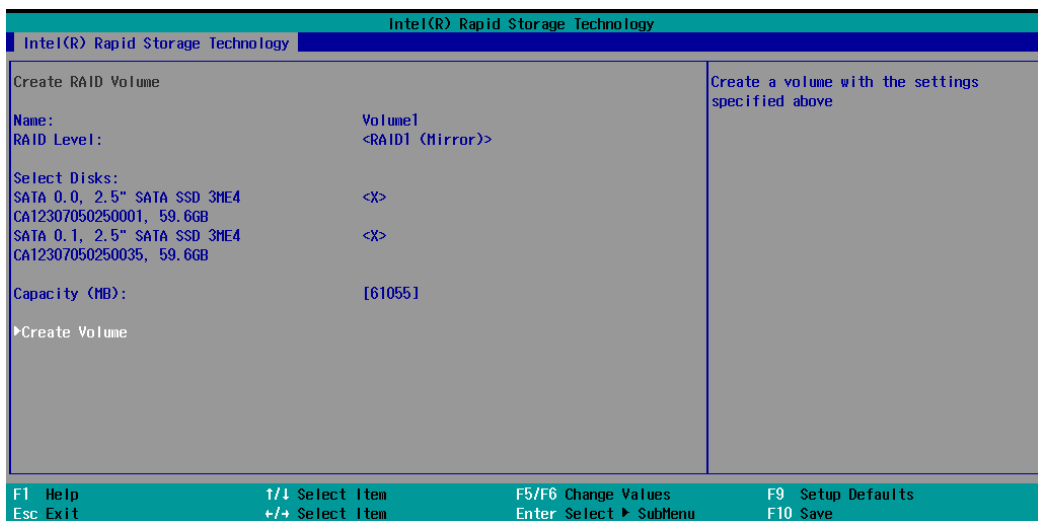 Intel(R) Rapid Storage Technology
Intel(R) Rapid Storage Technology
Create RAID Volume
Name: Volume1
RAID Level: <RAID1 (Mirror)>
Select Disks:
SATA 0.0, 2.5" SATA SSD 3ME4 <X>
CA12307050250001, 59.6GB
SATA 0.1, 2.5" SATA SSD 3ME4 <X>
CA12307050250035, 59.6GB
Capacity (MB): [61055]
▶Create Volume
Create a volume with the settings
specified above
F1 Help ↑/↓ Select Item F5/F6 Change Values F9 Setup Defaults
Esc Exit ←/→ Select Item Enter Select ▶ SubMenu F10 Save